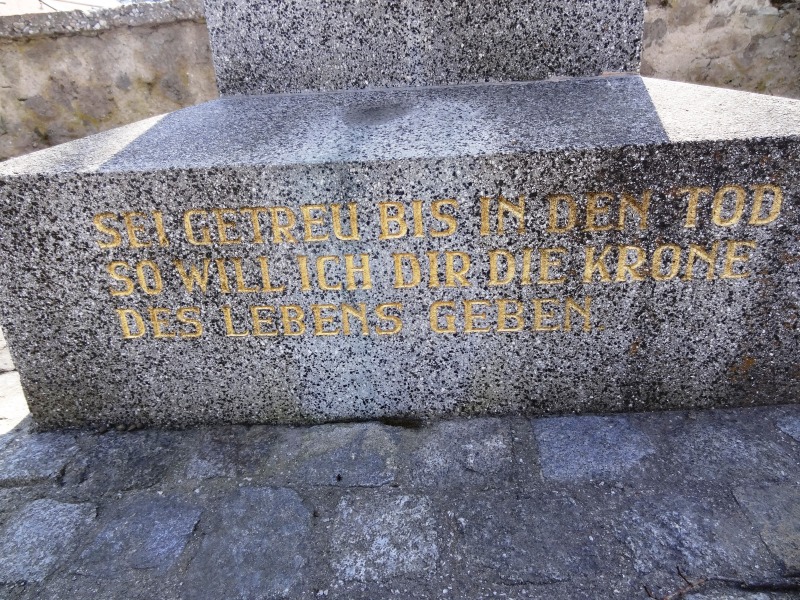 SEI GETREU BIS IN DEN TOD
SO WILL ICH DIR DIE KRONE
DES LEBENS GEBEN.